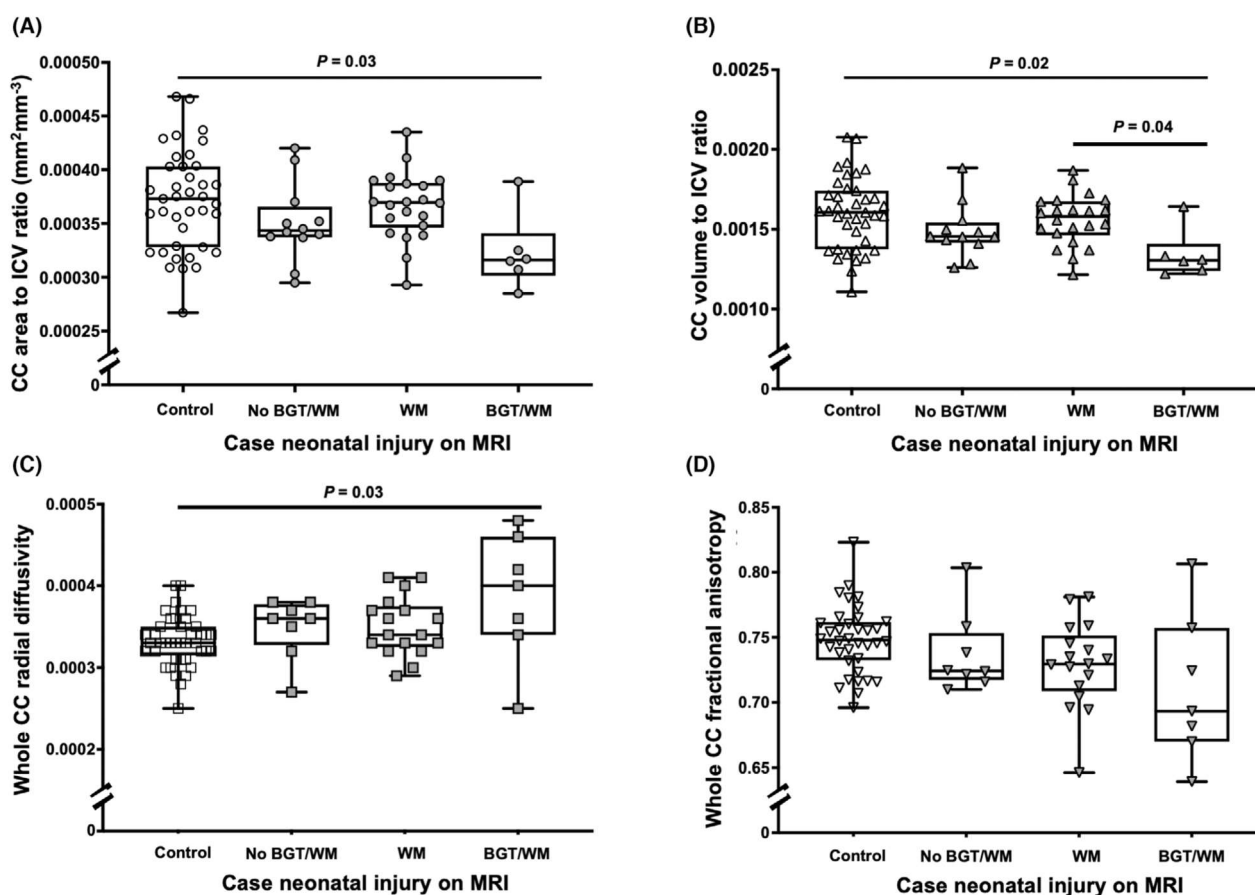 (A)
CC area to ICV ratio (mm²mm⁻³)
0.00050
0.00045
0.00040
0.00035
0.00030
0.00025
0
P = 0.03
Control No BGT/WM WM BGT/WM
Case neonatal injury on MRI
(B)
CC volume to ICV ratio
0.0025
0.0020
0.0015
0.0010
0
P = 0.02
P = 0.04
Control No BGT/WM WM BGT/WM
Case neonatal injury on MRI
(C)
Whole CC radial diffusivity
0.0005
0.0004
0.0003
0.0002
0
P = 0.03
Control No BGT/WM WM BGT/WM
Case neonatal injury on MRI
(D)
Whole CC fractional anisotropy
0.85
0.80
0.75
0.70
0.65
0
Control No BGT/WM WM BGT/WM
Case neonatal injury on MRI